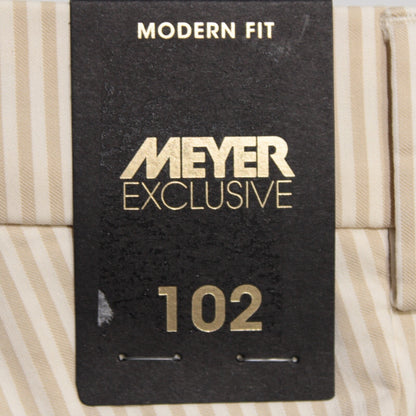 MODERN FIT
MEYER
EXCLUSIVE
102